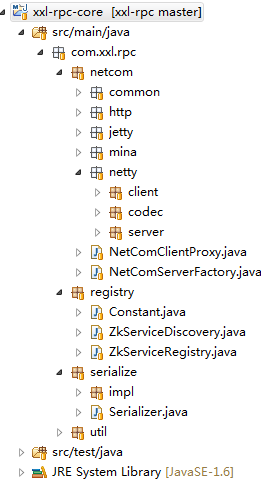 xxl-rpc-core [xxl-rpc master]
src/main/java
com.xxl.rpc
netcom
common
http
jetty
mina
netty
client
codec
server
NetComClientProxy.java
NetComServerFactory.java
registry
Constant.java
ZkServiceDiscovery.java
ZkServiceRegistry.java
serialize
impl
Serializer.java
util
src/test/java
JRE System Library [JavaSE-1.6]